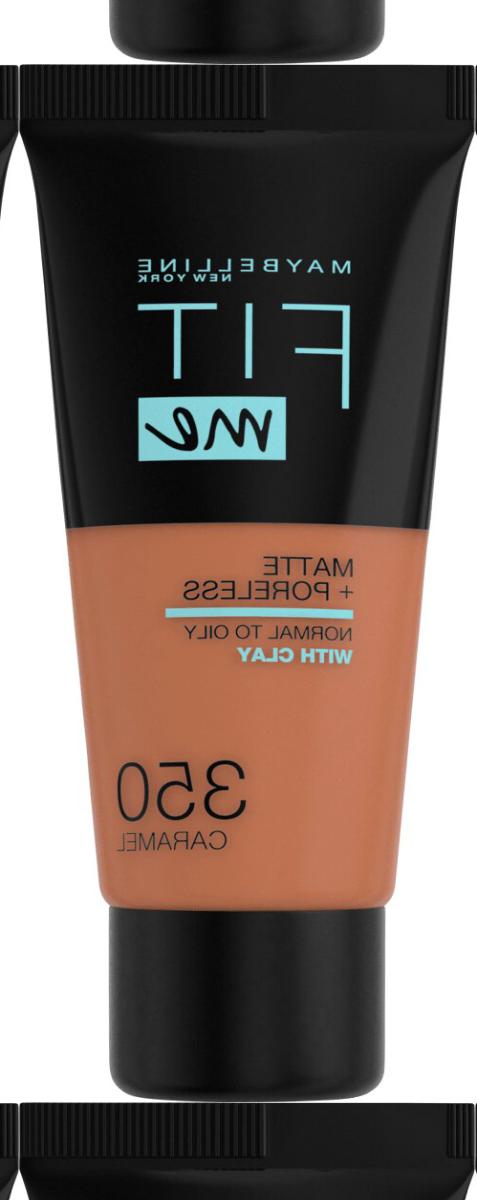 MAYBELLINE
NEW YORK
FIT
me
MATTE
+ PORELESS
NORMAL TO OILY
WITH CLAY
350
CARAMEL